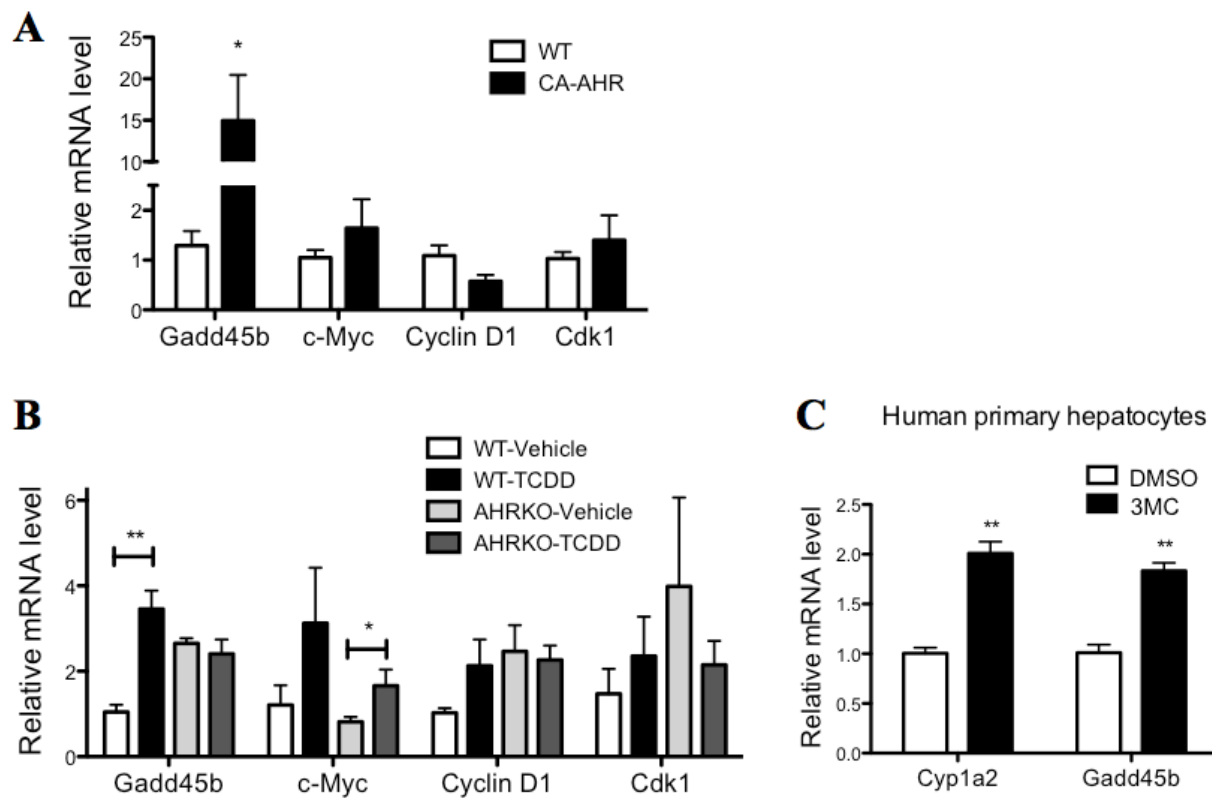 A
Relative mRNA level
25
20
15
10
2
1
0
*
WT
CA-AHR
Gadd45b c-Myc Cyclin D1 Cdk1
B
Relative mRNA level
6
4
2
0
**
*
WT-Vehicle
WT-TCDD
AHRKO-Vehicle
AHRKO-TCDD
Gadd45b c-Myc Cyclin D1 Cdk1
C
Human primary hepatocytes
DMSO
3MC
Relative mRNA level
2.5
2.0
1.5
1.0
0.5
0.0
**
**
Cyp1a2 Gadd45b